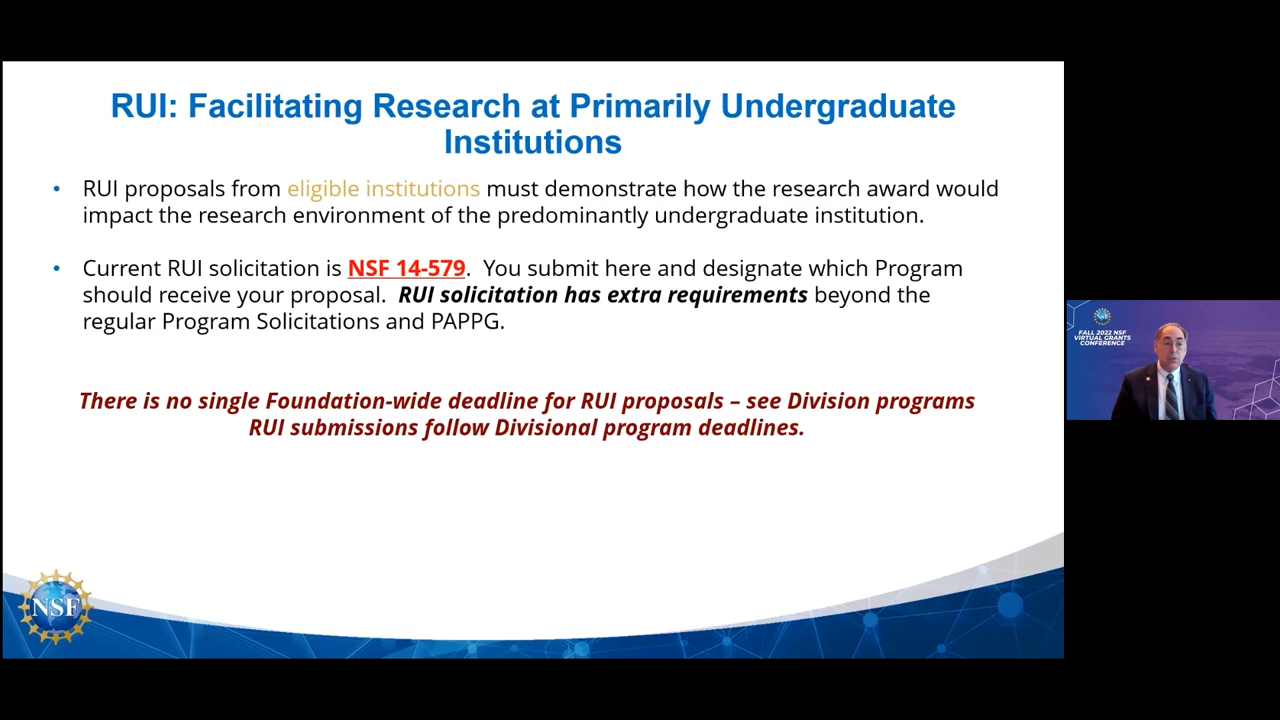 RUI: Facilitating Research at Primarily Undergraduate
Institutions
• RUI proposals from eligible institutions must demonstrate how the research award would
impact the research environment of the predominantly undergraduate institution.
• Current RUI solicitation is NSF 14-579.  You submit here and designate which Program
should receive your proposal.  RUI solicitation has extra requirements beyond the
regular Program Solicitations and PAPPG.
There is no single Foundation-wide deadline for RUI proposals – see Division programs
RUI submissions follow Divisional program deadlines.
NSF
FALL 2022 NSF
VIRTUAL GRANTS
CONFERENCE